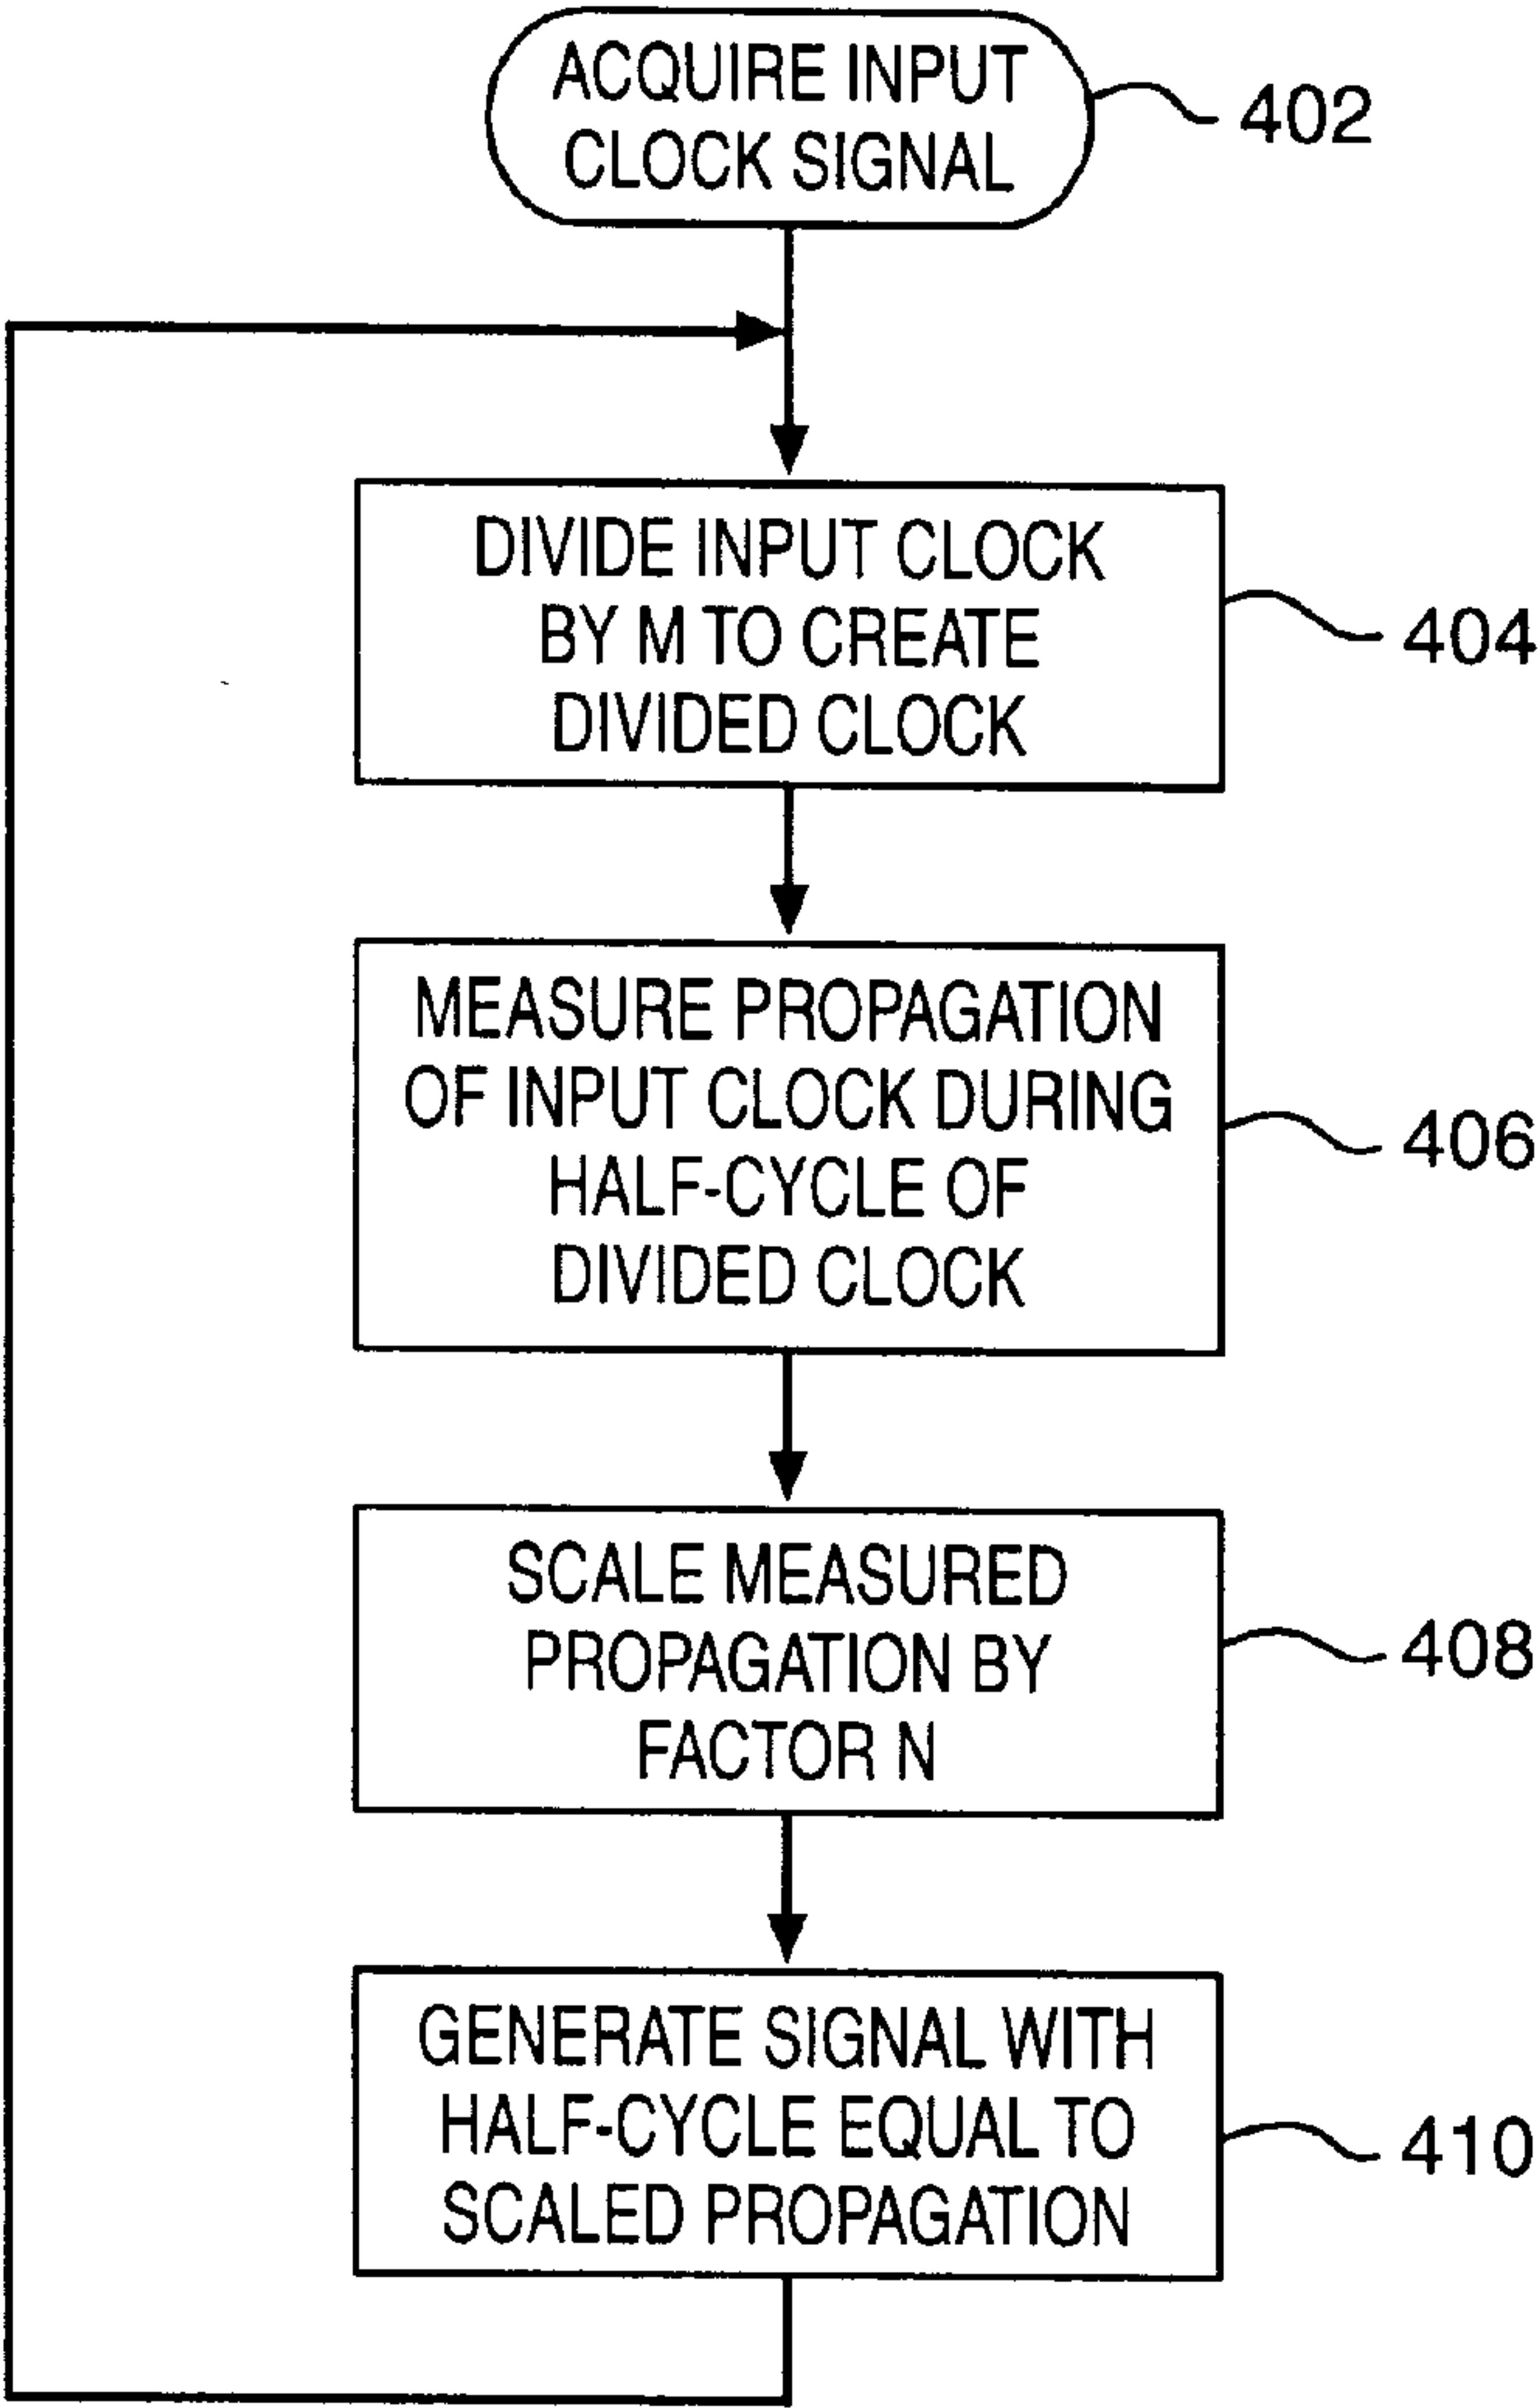 ACQUIRE INPUT
CLOCK SIGNAL
402
DIVIDE INPUT CLOCK
BY M TO CREATE
DIVIDED CLOCK
404
MEASURE PROPAGATION
OF INPUT CLOCK DURING
HALF-CYCLE OF
DIVIDED CLOCK
406
SCALE MEASURED
PROPAGATION BY
FACTOR N
408
GENERATE SIGNAL WITH
HALF-CYCLE EQUAL TO
SCALED PROPAGATION
410